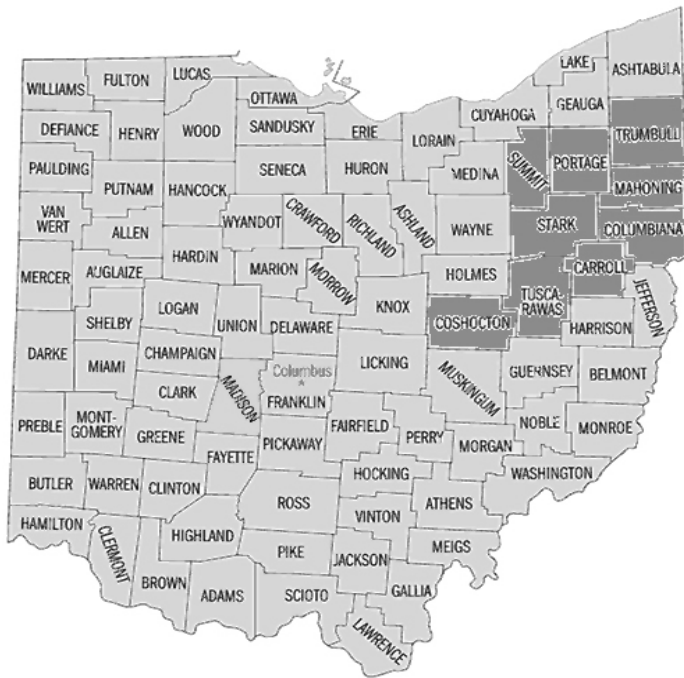 LAKE
ASHTABULA
WILLIAMS
FULTON
LUCAS
OTTAWA
GEAUGA
CUYAHOGA
DEFIANCE
HENRY
WOOD
SANDUSKY
ERIE
LORAIN
TRUMBULL
SUMMIT
PORTAGE
PAULDING
PUTNAM
HANCOCK
SENECA
HURON
MEDINA
MAHONING
VAN
WERT
ALLEN
WYANDOT
CRAWFORD
RICHLAND
ASHLAND
WAYNE
STARK
COLUMBIANA
MERCER
AUGLAIZE
HARDIN
MARION
MORROW
HOLMES
CARROLL
JEFFERSON
SHELBY
LOGAN
UNION
DELAWARE
KNOX
COSHOCTON
TUSCA-
RAWAS
HARRISON
DARKE
MIAMI
CHAMPAIGN
CLARK
MADISON
Columbus
FRANKLIN
LICKING
MUSKINGUM
GUERNSEY
BELMONT
PREBLE
MONT-
GOMERY
GREENE
FAYETTE
PICKAWAY
FAIRFIELD
PERRY
MORGAN
NOBLE
MONROE
BUTLER
WARREN
CLINTON
ROSS
HOCKING
ATHENS
WASHINGTON
HAMILTON
CLERMONT
HIGHLAND
PIKE
VINTON
JACKSON
MEIGS
BROWN
ADAMS
SCIOTO
GALLIA
LAWRENCE